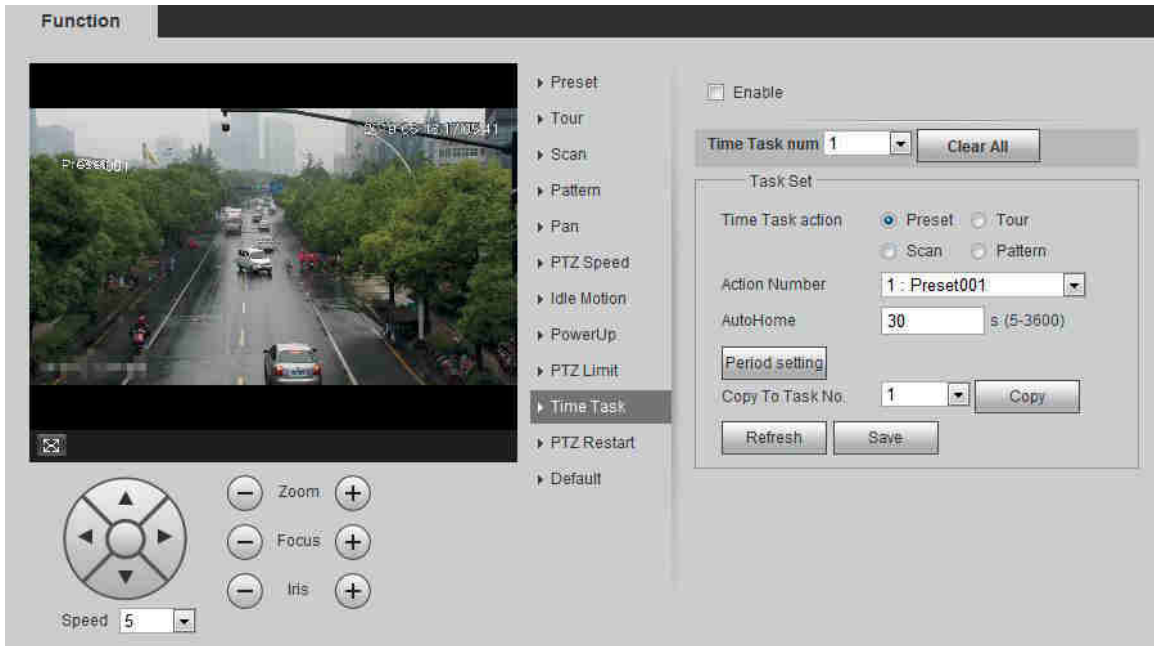 Function
Preset001
Preset
Tour
Scan
Pattern
Pan
PTZ Speed
Idle Motion
PowerUp
PTZ Limit
Time Task
PTZ Restart
Default
Enable
Time Task num 1 Clear All
Task Set
Time Task action Preset Tour
Scan Pattern
Action Number 1 : Preset001
AutoHome 30 s (5-3600)
Period setting
Copy To Task No. 1 Copy
Refresh Save
Zoom
Focus
Iris
Speed 5